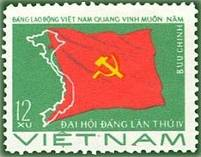 ĐẢNG LAO ĐỘNG VIỆT NAM QUANG VINH MUÔN NĂM
BƯU CHÍNH
12
XU
ĐẠI HỘI ĐẢNG LẦN THỨ IV
VIETNAM